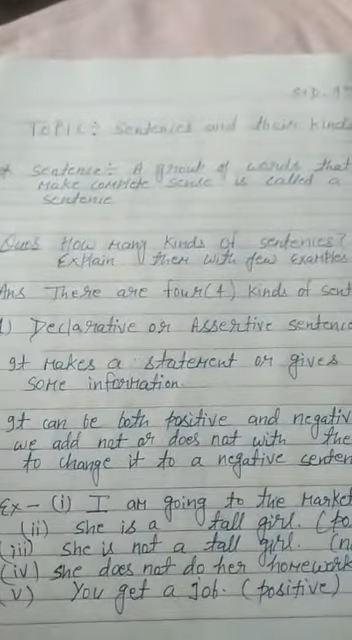 Topic: Sentences and their Kinds
Sentence:- A group of words that
make complete sense is called a
sentence
Ques How Many Kinds of sentences?
Explain them with few examples
Ans There are four(4) kinds of sent
1) Declarative or Assertive sentenc
It makes a statement or gives
some information.
It can be both positive and negativ
we add not or does not with the
to change it to a negative senten
Ex- (i) I am going to the Market
(ii) she is a tall girl. (po
(iii) she is not a tall girl. (n
(iv) she does not do her homework
(v) You get a job. (positive)